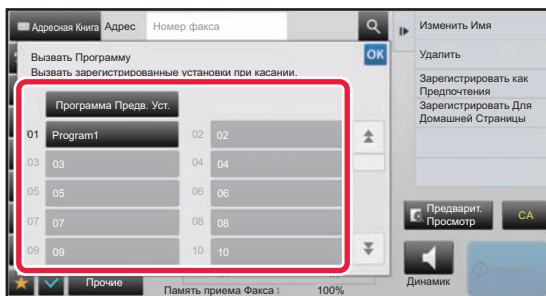 Адресная Книга Адрес Номер факса
Вызвать Программу
Вызвать зарегистрированные установки при касании.
OK
Программа Предв. Уст.
01 Program1 02 02
03 03 04 04
05 05 06 06
07 07 08 08
09 09 10 10
Прочие
Память приема Факса: 100%
Изменить Имя
Удалить
Зарегистрировать как
Предпочтения
Зарегистрировать Для
Домашней Страницы
Предварит.
Просмотр
CA
Динамик
Старт